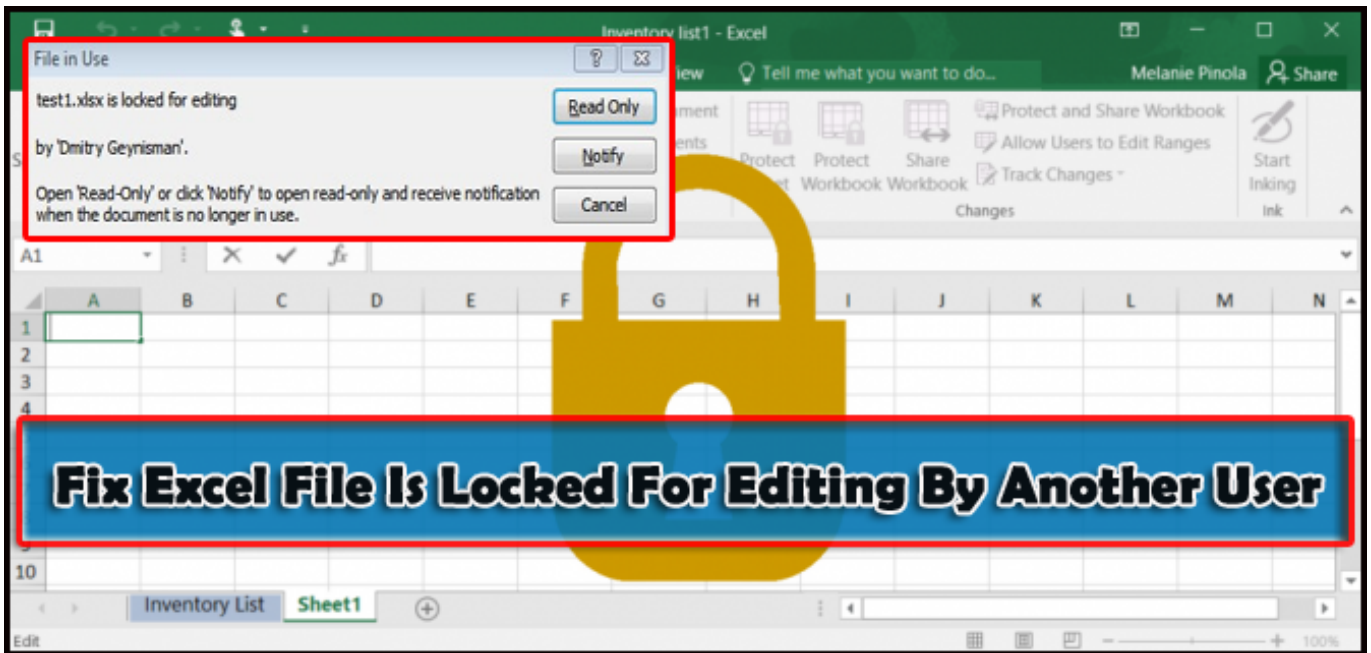 Inventory list1 - Excel
File in Use
test1.xlsx is locked for editing
by 'Dmitry Geynisman'.
Open 'Read-Only' or click 'Notify' to open read-only and receive notification
when the document is no longer in use.
Read Only
Notify
Cancel
Tell me what you want to do...
Melanie Pinola
Share
Protect
Protect
Workbook
Share
Workbook
Protect and Share Workbook
Allow Users to Edit Ranges
Track Changes
Changes
Start
Inking
Ink
A1
fx
A B C D E F G H I J K L M N
1
2
3
4
Fix Excel File Is Locked For Editing By Another User
10
Inventory List
Sheet1
Edit
100%